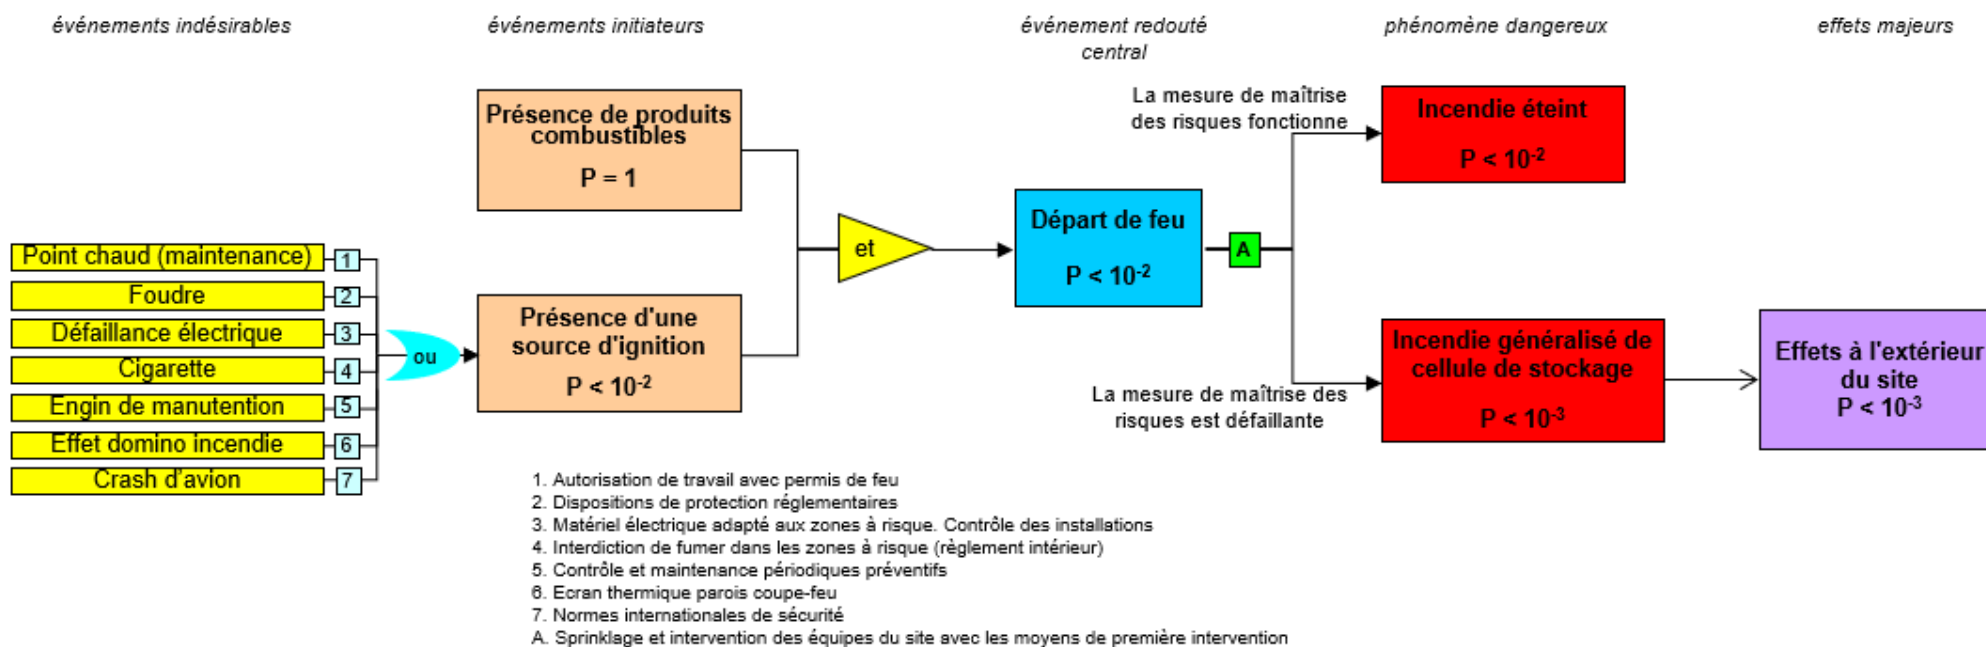 événements indésirables
événements initiateurs
événement redouté
central
phénomène dangereux
effets majeurs
Présence de produits
combustibles
P = 1
La mesure de maîtrise
des risques fonctionne
Incendie éteint
P < 10⁻²
Point chaud (maintenance)
1
Foudre
2
Défaillance électrique
3
Cigarette
4
Engin de manutention
5
Effet domino incendie
6
Crash d'avion
7
ou
Présence d'une
source d'ignition
P < 10⁻²
et
Départ de feu
P < 10⁻²
A
La mesure de maîtrise des
risques est défaillante
Incendie généralisé de
cellule de stockage
P < 10⁻³
Effets à l'extérieur
du site
P < 10⁻³
1. Autorisation de travail avec permis de feu
2. Dispositions de protection réglementaires
3. Matériel électrique adapté aux zones à risque. Contrôle des installations
4. Interdiction de fumer dans les zones à risque (règlement intérieur)
5. Contrôle et maintenance périodiques préventifs
6. Ecran thermique parois coupe-feu
7. Normes internationales de sécurité
A. Sprinklage et intervention des équipes du site avec les moyens de première intervention